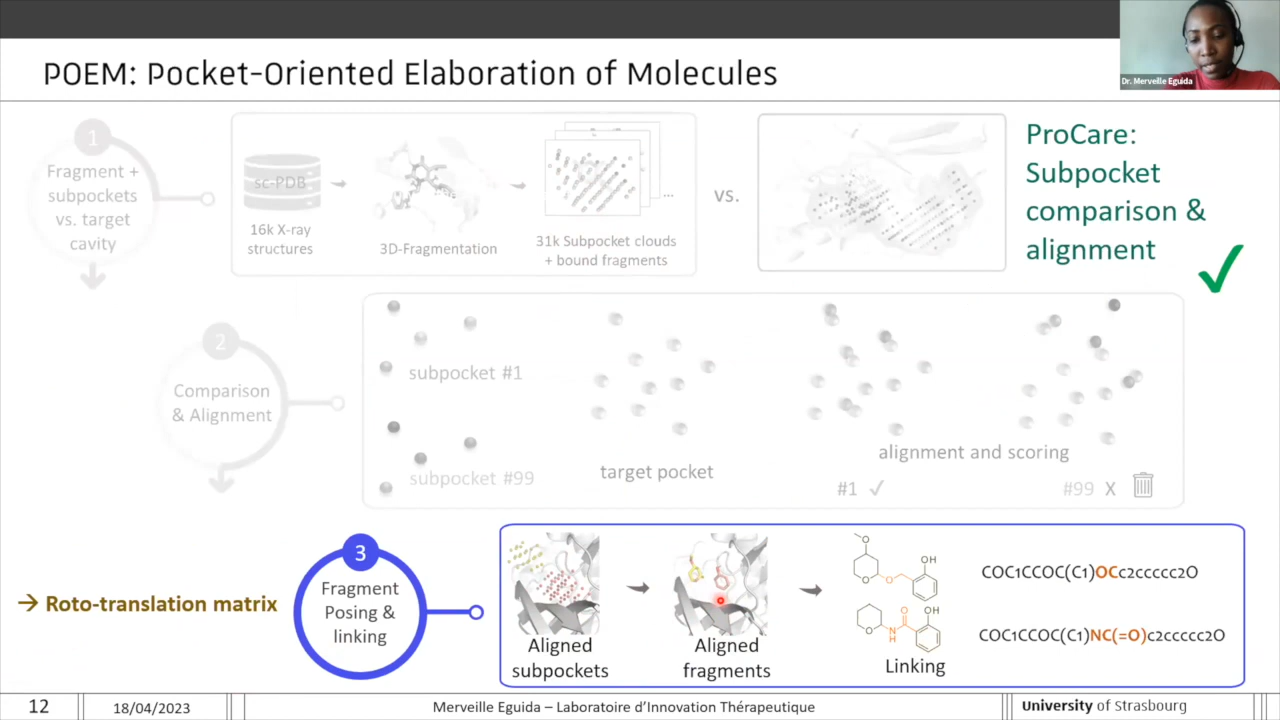 POEM: Pocket-Oriented Elaboration of Molecules
Dr. Merveille Eguida
1
Fragment +
subpockets
vs. target
cavity
sc-PDB
16k X-ray
structures
3D-Fragmentation
...
31k Subpocket clouds
+ bound fragments
vs.
ProCare:
Subpocket
comparison &
alignment
2
Comparison
& Alignment
subpocket #1
subpocket #99
target pocket
alignment and scoring
#1 ✓
#99 X
→ Roto-translation matrix
3
Fragment
Posing &
linking
Aligned
subpockets
Aligned
fragments
O
O
O
OH
O
O
N
H
OH
Linking
COC1CCOC(C1)OCc2ccccc2O
COC1CCOC(C1)NC(=O)c2ccccc2O
12
18/04/2023
Merveille Eguida – Laboratoire d’Innovation Thérapeutique
University of Strasbourg